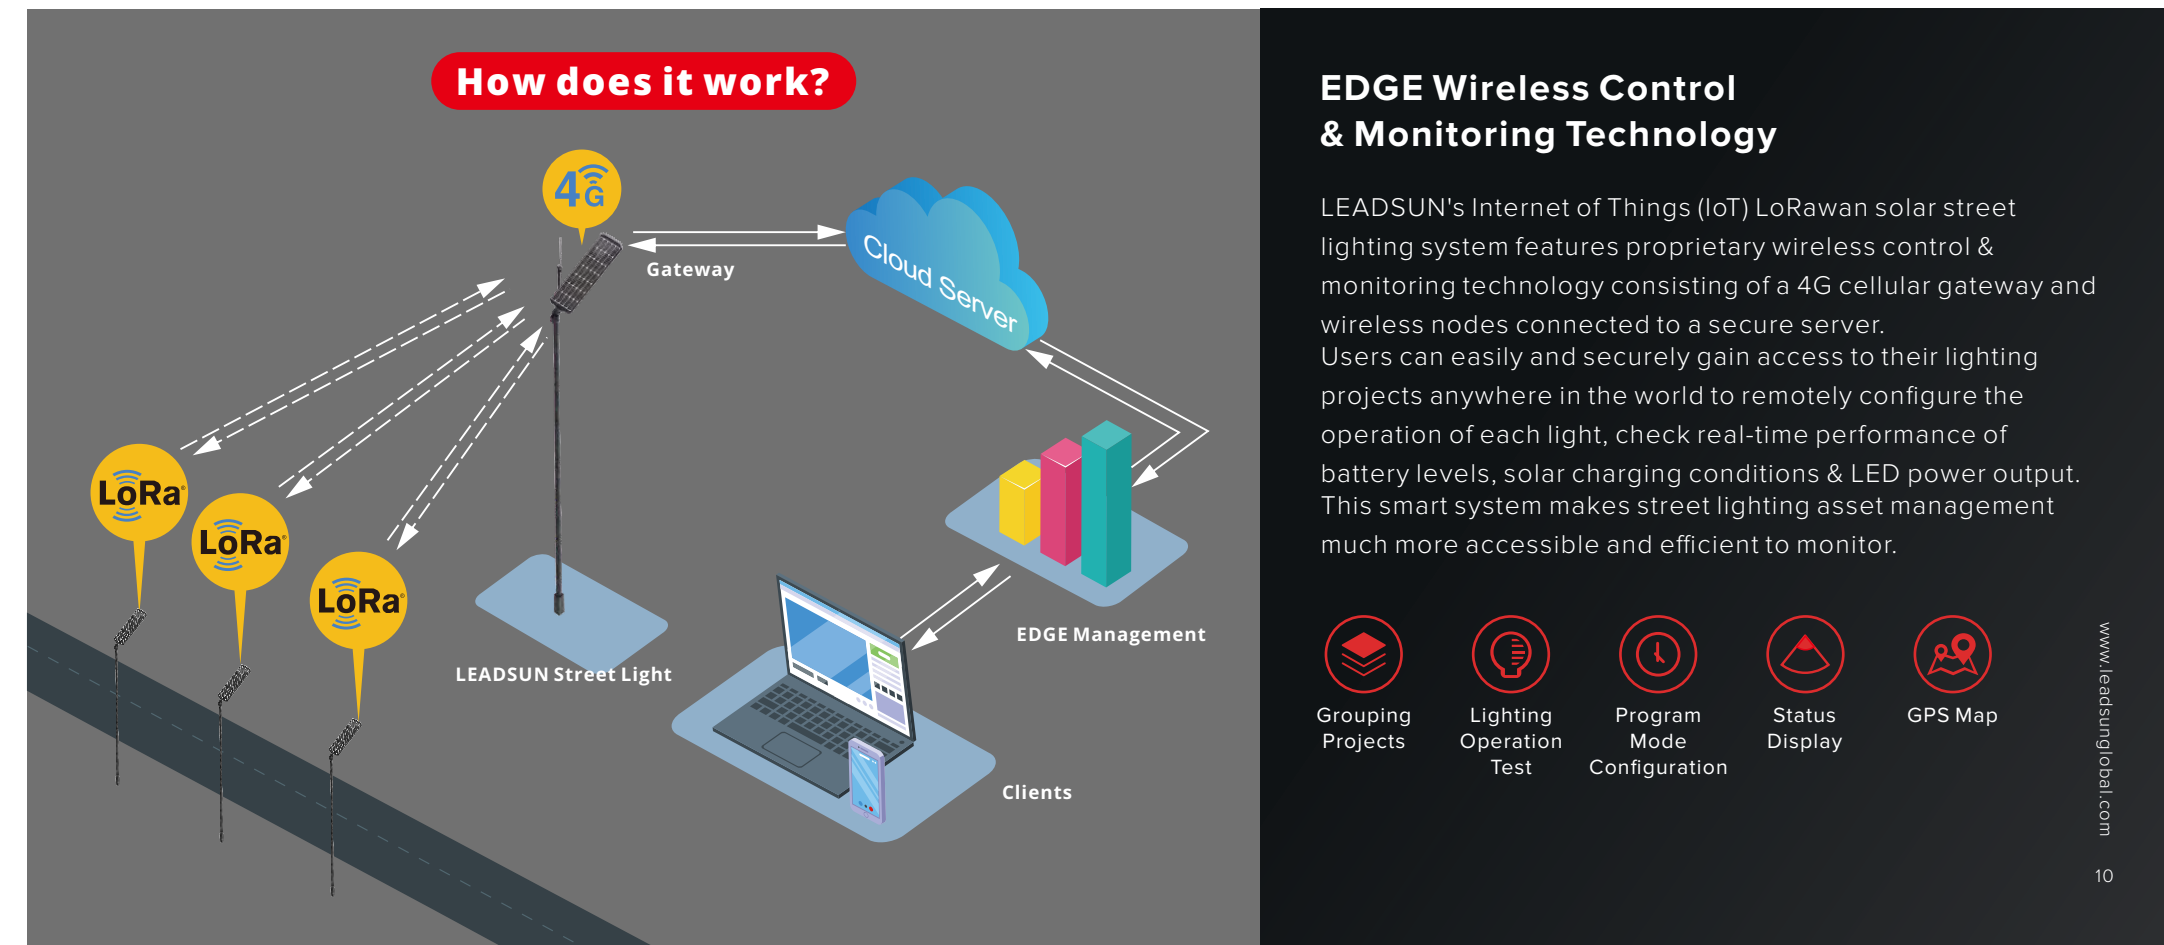 How does it work?
4G
Gateway
Cloud Server
LoRa®
LoRa®
LoRa®
LEADSUN Street Light
EDGE Management
Clients
EDGE Wireless Control
& Monitoring Technology
LEADSUN's Internet of Things (IoT) LoRawan solar street
lighting system features proprietary wireless control &
monitoring technology consisting of a 4G cellular gateway and
wireless nodes connected to a secure server.
Users can easily and securely gain access to their lighting
projects anywhere in the world to remotely configure the
operation of each light, check real-time performance of
battery levels, solar charging conditions & LED power output.
This smart system makes street lighting asset management
much more accessible and efficient to monitor.
Grouping
Projects
Lighting
Operation
Test
Program
Mode
Configuration
Status
Display
GPS Map
www.leadsunglobal.com
10